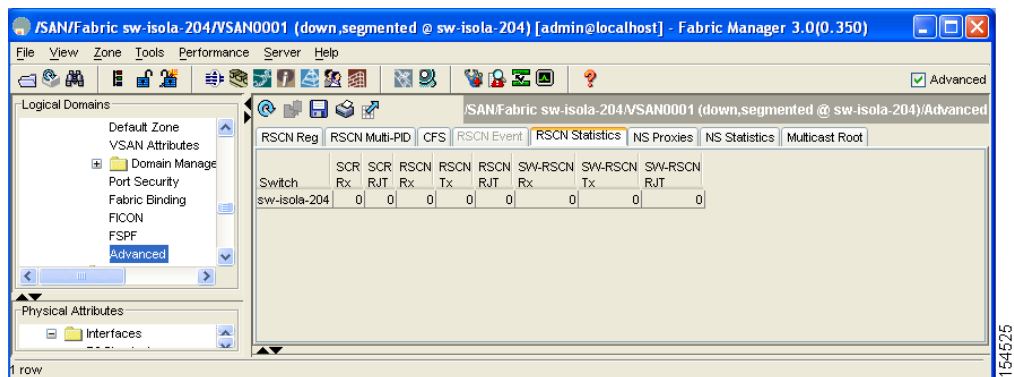 /SAN/Fabric sw-isola-204/VSAN0001 (down,segmented @ sw-isola-204) [admin@localhost] - Fabric Manager 3.0(0.350)
File View Zone Tools Performance Server Help
Advanced
Logical Domains
/SAN/Fabric sw-isola-204/VSAN0001 (down,segmented @ sw-isola-204)/Advanced
Default Zone
VSAN Attributes
Domain Manage
Port Security
Fabric Binding
FICON
FSPF
Advanced
RSCN Reg RSCN Multi-PID CFS RSCN Event RSCN Statistics NS Proxies NS Statistics Multicast Root
Switch SCR Rx SCR RJT RSCN Rx RSCN Tx RSCN RJT SW-RSCN Rx SW-RSCN Tx SW-RSCN RJT
sw-isola-204 0 0 0 0 0 0 0 0
Physical Attributes
Interfaces
1 row
154525